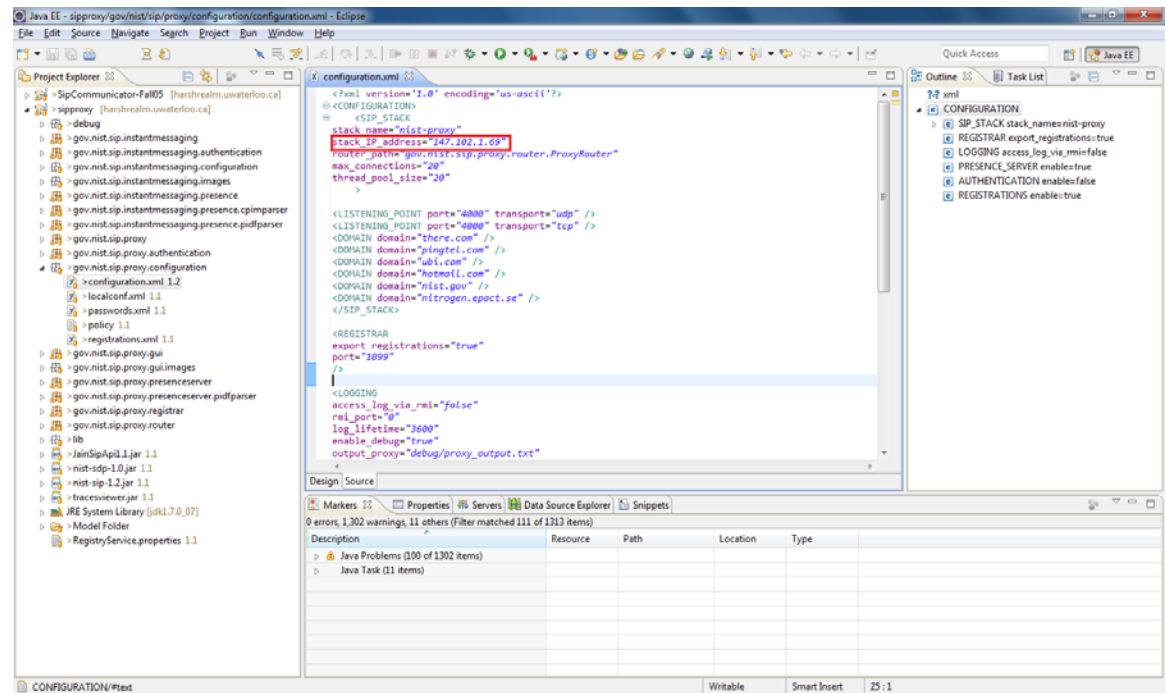 Java EE - sipproxy/gov/nist/sip/proxy/configuration/configuration.xml - Eclipse
File Edit Source Navigate Search Project Run Window Help
Quick Access
Java EE
Project Explorer
>SipCommunicator-Fall05 [harshrealm.uwaterloo.ca]
>sipproxy [harshrealm.uwaterloo.ca]
>debug
>gov.nist.sip.instantmessaging
>gov.nist.sip.instantmessaging.authentication
>gov.nist.sip.instantmessaging.configuration
>gov.nist.sip.instantmessaging.images
>gov.nist.sip.instantmessaging.presence
>gov.nist.sip.instantmessaging.presence.cpimparser
>gov.nist.sip.instantmessaging.presence.pidfparser
>gov.nist.sip.proxy
>gov.nist.sip.proxy.authentication
>gov.nist.sip.proxy.configuration
>configuration.xml 1.2
>localconf.xml 1.1
>passwords.xml 1.1
>policy 1.1
>registrations.xml 1.1
>gov.nist.sip.proxy.gui
>gov.nist.sip.proxy.gui.images
>gov.nist.sip.proxy.presenceserver
>gov.nist.sip.proxy.presenceserver.pidfparser
>gov.nist.sip.proxy.registrar
>gov.nist.sip.proxy.router
>lib
>JainSipApi1.1.jar 1.1
>nist-sdp-1.0.jar 1.1
>nist-sip-1.2.jar 1.1
>tracesviewer.jar 1.1
JRE System Library [jdk1.7.0_07]
>Model Folder
>RegistryService.properties 1.1
configuration.xml
<?xml version='1.0' encoding='us-ascii'?>
<CONFIGURATION>
<SIP_STACK
stack_name="nist-proxy"
stack_IP_address="147.102.1.69"
router_path="gov.nist.sip.proxy.router.ProxyRouter"
max_connections="20"
thread_pool_size="20"
>
<LISTENING_POINT port="4000" transport="udp" />
<LISTENING_POINT port="4000" transport="tcp" />
<DOMAIN domain="there.com" />
<DOMAIN domain="pingtel.com" />
<DOMAIN domain="ubi.com" />
<DOMAIN domain="hotmail.com" />
<DOMAIN domain="nist.gov" />
<DOMAIN domain="nitrogen.epact.se" />
</SIP_STACK>
<REGISTRAR
export_registrations="true"
port="1099"
/>
<LOGGING
access_log_via_rmi="false"
rmi_port="0"
log_lifetime="3600"
enable_debug="true"
output_proxy="debug/proxy_output.txt"
Design Source
Outline Task List
?-? xml
CONFIGURATION
SIP_STACK stack_name=nist-proxy
REGISTRAR export_registrations=true
LOGGING access_log_via_rmi=false
PRESENCE_SERVER enable=true
AUTHENTICATION enable=false
REGISTRATIONS enable=true
Markers Properties Servers Data Source Explorer Snippets
0 errors, 1,302 warnings, 11 others (Filter matched 111 of 1313 items)
Description Resource Path Location Type
Java Problems (100 of 1302 items)
Java Task (11 items)
CONFIGURATION/#text Writable Smart Insert 25 : 1